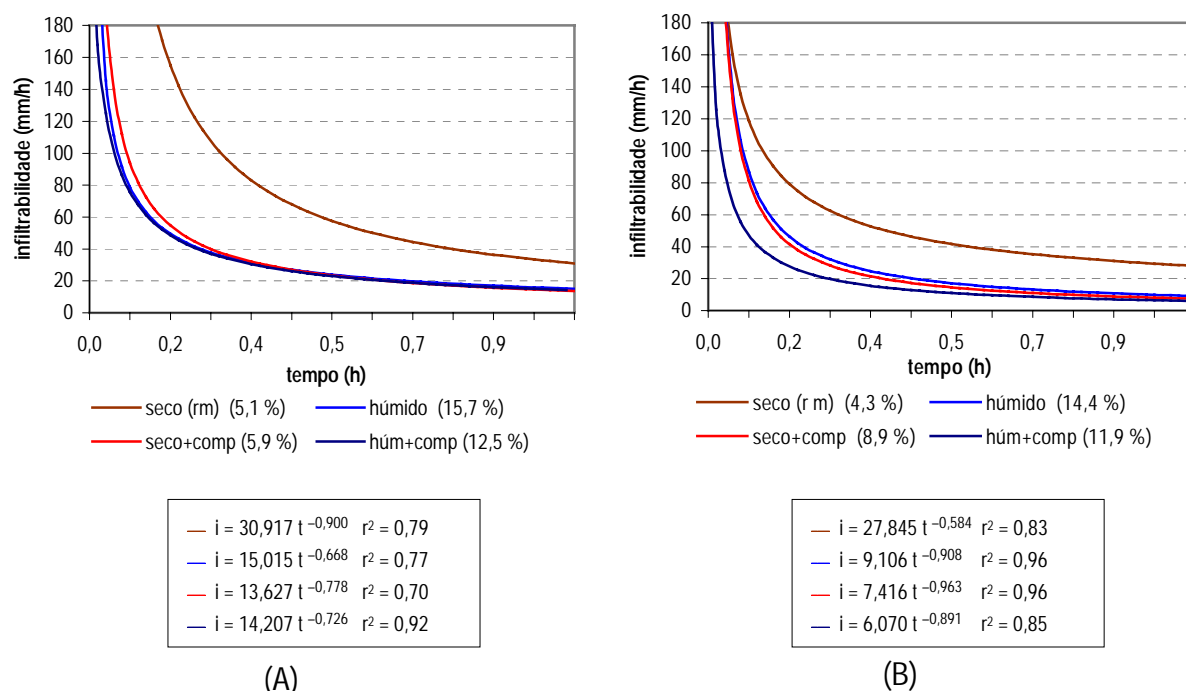 180
160
140
120
100
80
60
40
20
0
infiltrabilidade (mm/h)
0,0 0,2 0,4 0,5 0,7 0,9
tempo (h)
seco (rm) (5,1 %) húmido (15,7 %)
seco+comp (5,9 %) húm+comp (12,5 %)
i = 30,917 t −0,900 r² = 0,79
i = 15,015 t −0,668 r² = 0,77
i = 13,627 t −0,778 r² = 0,70
i = 14,207 t −0,726 r² = 0,92
(A)
180
160
140
120
100
80
60
40
20
0
infiltrabilidade (mm/h)
0,0 0,2 0,4 0,5 0,7 0,9
tempo (h)
seco (r m) (4,3 %) húmido (14,4 %)
seco+comp (8,9 %) húm+comp (11,9 %)
i = 27,845 t −0,584 r² = 0,83
i = 9,106 t −0,908 r² = 0,96
i = 7,416 t −0,963 r² = 0,96
i = 6,070 t −0,891 r² = 0,85
(B)